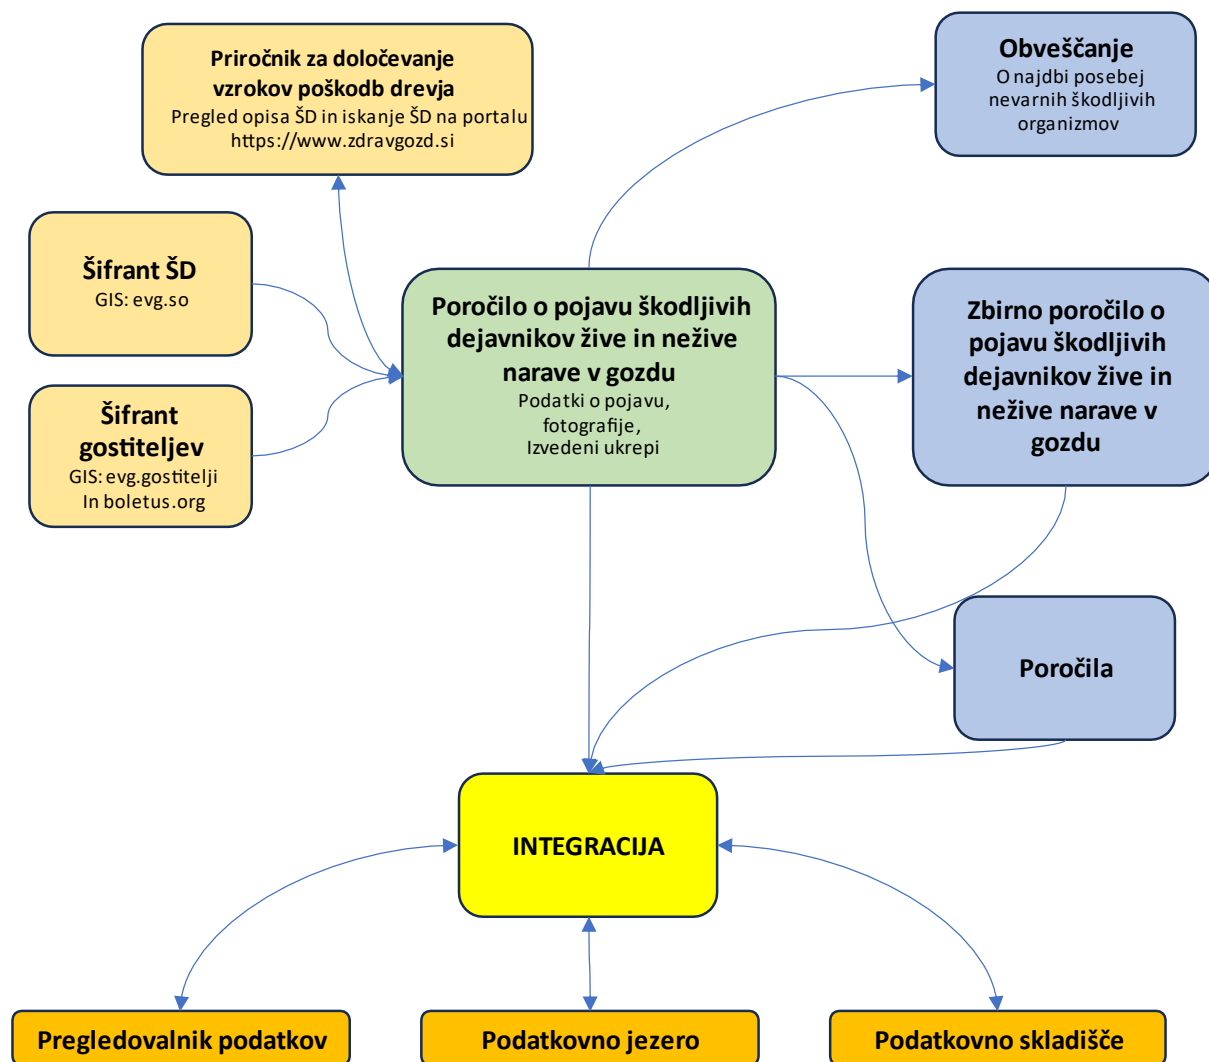 Priročnik za določevanje
vzrokov poškodb drevja
Pregled opisa ŠD in iskanje ŠD na portalu
https://www.zdravgozd.si
Obveščanje
O najdbi posebej
nevarnih škodljivih
organizmov
Šifrant ŠD
GIS: evg.so
Šifrant
gostiteljev
GIS: evg.gostitelji
In boletus.org
Poročilo o pojavu škodljivih
dejavnikov žive in nežive
narave v gozdu
Podatki o pojavu,
fotografije,
Izvedeni ukrepi
Zbirno poročilo o
pojavu škodljivih
dejavnikov žive in
nežive narave v
gozdu
Poročila
INTEGRACIJA
Pregledovalnik podatkov
Podatkovno jezero
Podatkovno skladišče